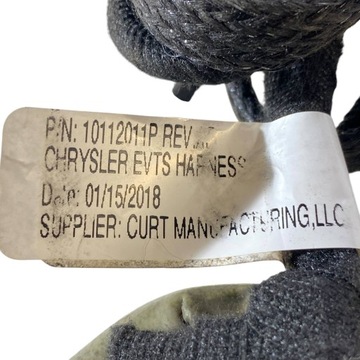 P/N: 10112011P REV.
CHRYSLER EVTS HARNESS
Date: 01/15/2018
SUPPLIER: CURT MANUFACTURING,LLC